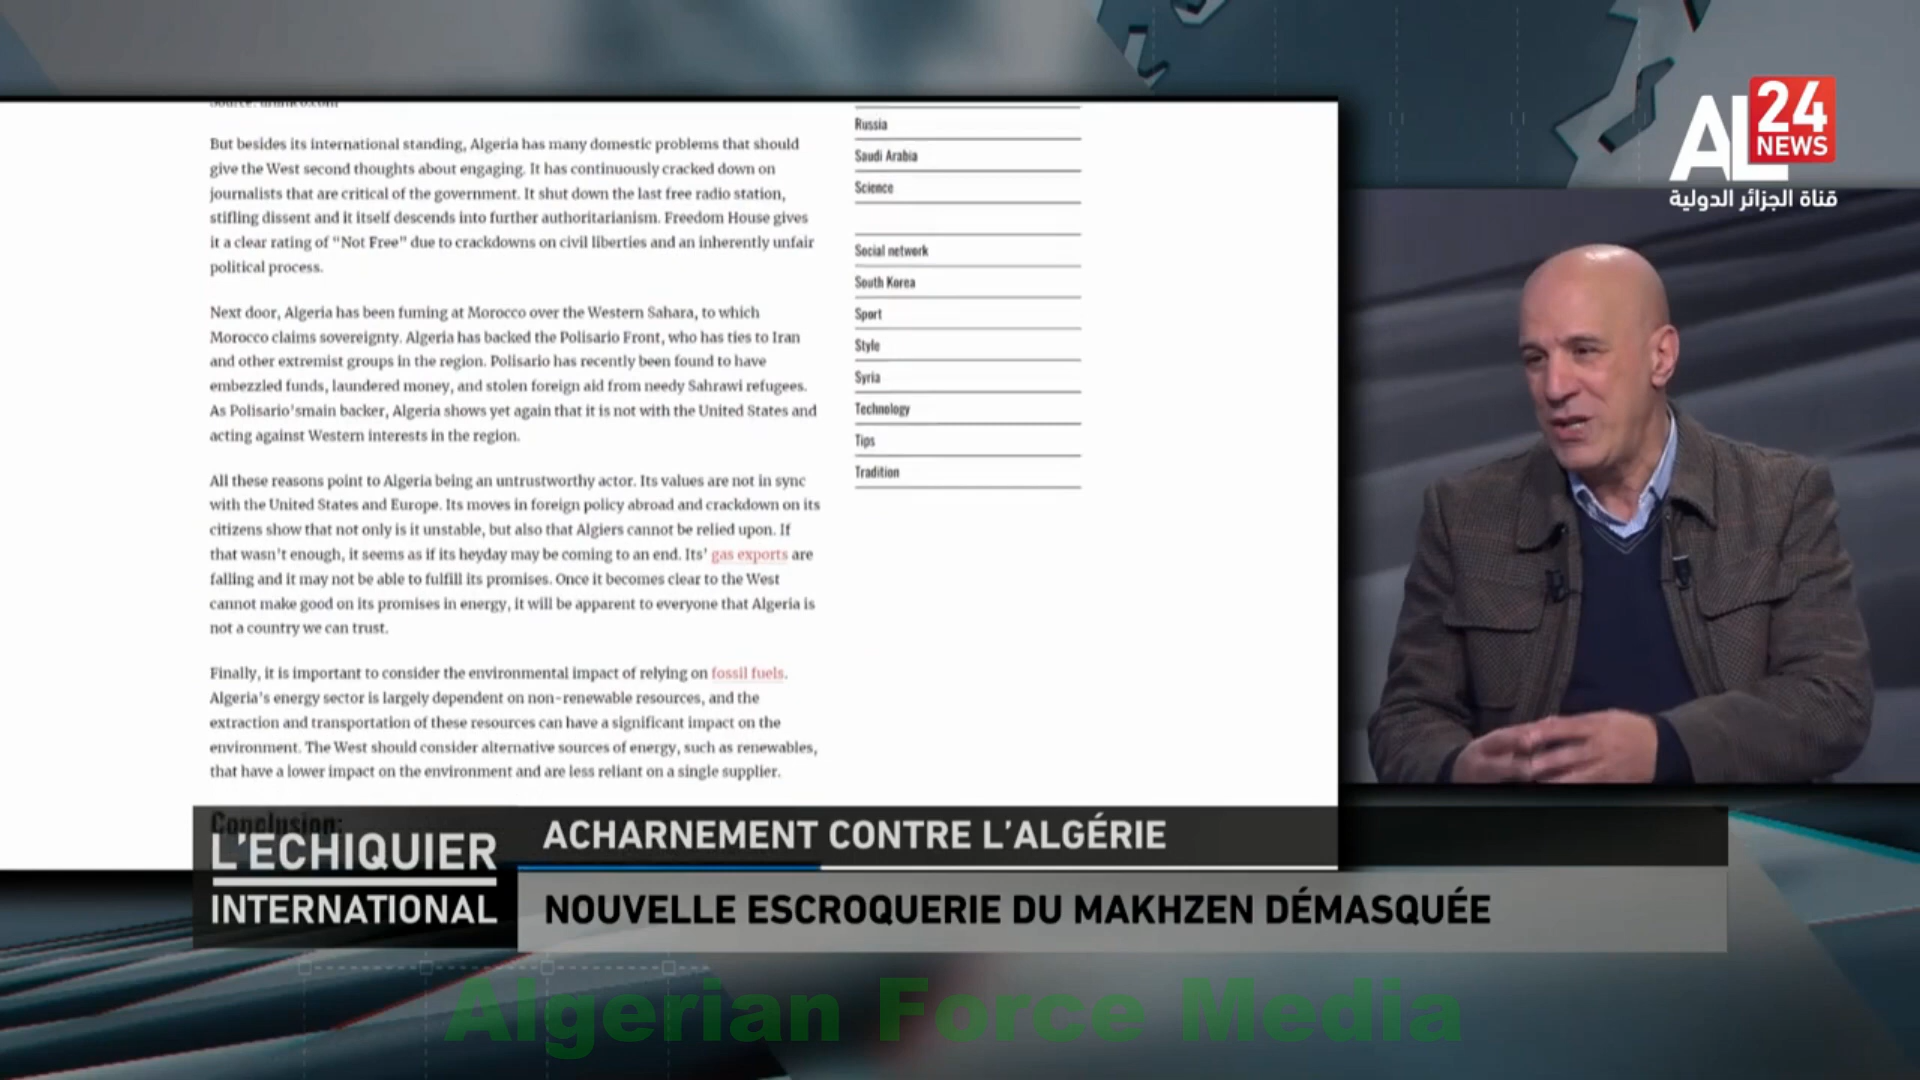 But besides its international standing, Algeria has many domestic problems that should
give the West second thoughts about engaging. It has continuously cracked down on
journalists that are critical of the government. It shut down the last free radio station,
stifling dissent and it itself descends into further authoritarianism. Freedom House gives
it a clear rating of "Not Free" due to crackdowns on civil liberties and an inherently unfair
political process.
Next door, Algeria has been fuming at Morocco over the Western Sahara, to which
Morocco claims sovereignty. Algeria has backed the Polisario Front, who has ties to Iran
and other extremist groups in the region. Polisario has recently been found to have
embezzled funds, laundered money, and stolen foreign aid from needy Sahrawi refugees.
As Polisario'smain backer, Algeria shows yet again that it is not with the United States and
acting against Western interests in the region.
All these reasons point to Algeria being an untrustworthy actor. Its values are not in sync
with the United States and Europe. Its moves in foreign policy abroad and crackdown on its
citizens show that not only is it unstable, but also that Algiers cannot be relied upon. If
that wasn't enough, it seems as if its heyday may be coming to an end. Its' gas exports are
falling and it may not be able to fulfill its promises. Once it becomes clear to the West
cannot make good on its promises in energy, it will be apparent to everyone that Algeria is
not a country we can trust.
Finally, it is important to consider the environmental impact of relying on fossil fuels.
Algeria's energy sector is largely dependent on non-renewable resources, and the
extraction and transportation of these resources can have a significant impact on the
environment. The West should consider alternative sources of energy, such as renewables,
that have a lower impact on the environment and are less reliant on a single supplier.
Conclusion:
Russia
Saudi Arabia
Science
Social network
South Korea
Sport
Style
Syria
Technology
Tips
Tradition
AL 24
NEWS
قناة الجزائر الدولية
L'ECHIQUIER
INTERNATIONAL
ACHARNEMENT CONTRE L'ALGÉRIE
NOUVELLE ESCROQUERIE DU MAKHZEN DÉMASQUÉE
Algerian Force Media